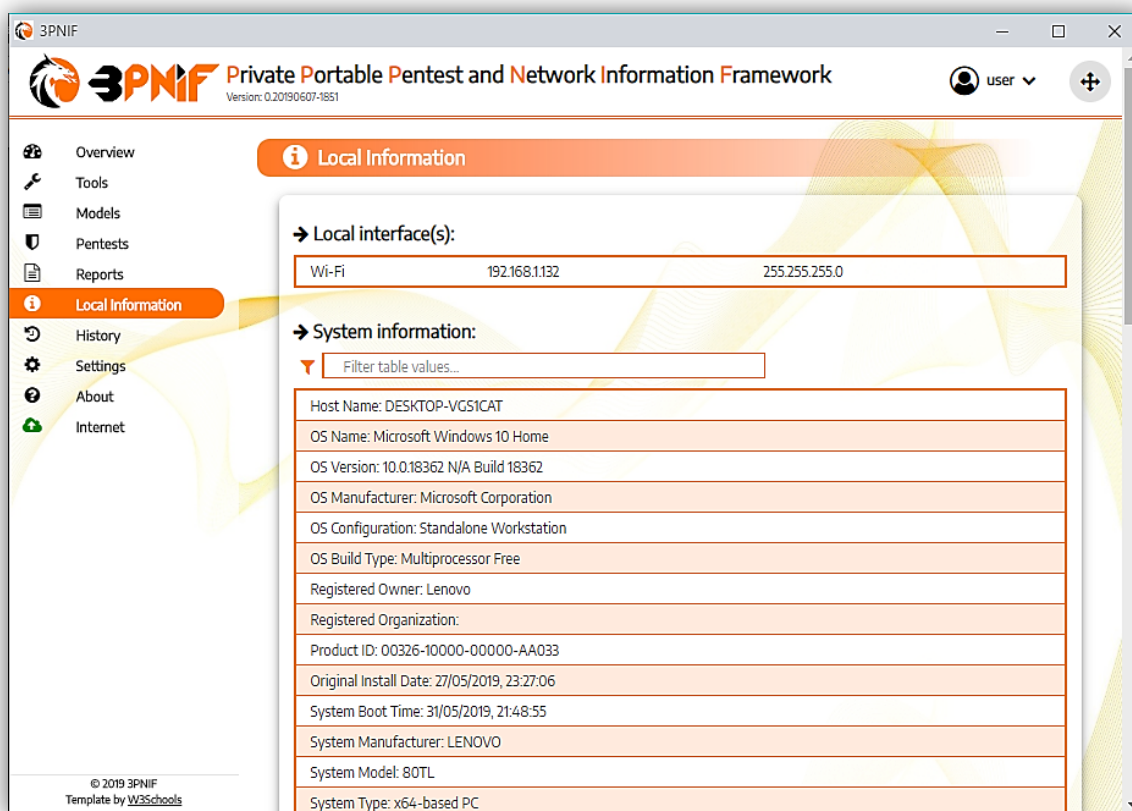 3PNIF
3PNIF Private Portable Pentest and Network Information Framework
Version: 0.20190607-1851
user
Overview
Tools
Models
Pentests
Reports
Local Information
History
Settings
About
Internet
© 2019 3PNIF
Template by W3Schools
Local Information
Local interface(s):
Wi-Fi 192.168.1.132 255.255.255.0
System information:
Filter table values...
Host Name: DESKTOP-VGS1CAT
OS Name: Microsoft Windows 10 Home
OS Version: 10.0.18362 N/A Build 18362
OS Manufacturer: Microsoft Corporation
OS Configuration: Standalone Workstation
OS Build Type: Multiprocessor Free
Registered Owner: Lenovo
Registered Organization:
Product ID: 00326-10000-00000-AA033
Original Install Date: 27/05/2019, 23:27:06
System Boot Time: 31/05/2019, 21:48:55
System Manufacturer: LENOVO
System Model: 80TL
System Type: x64-based PC